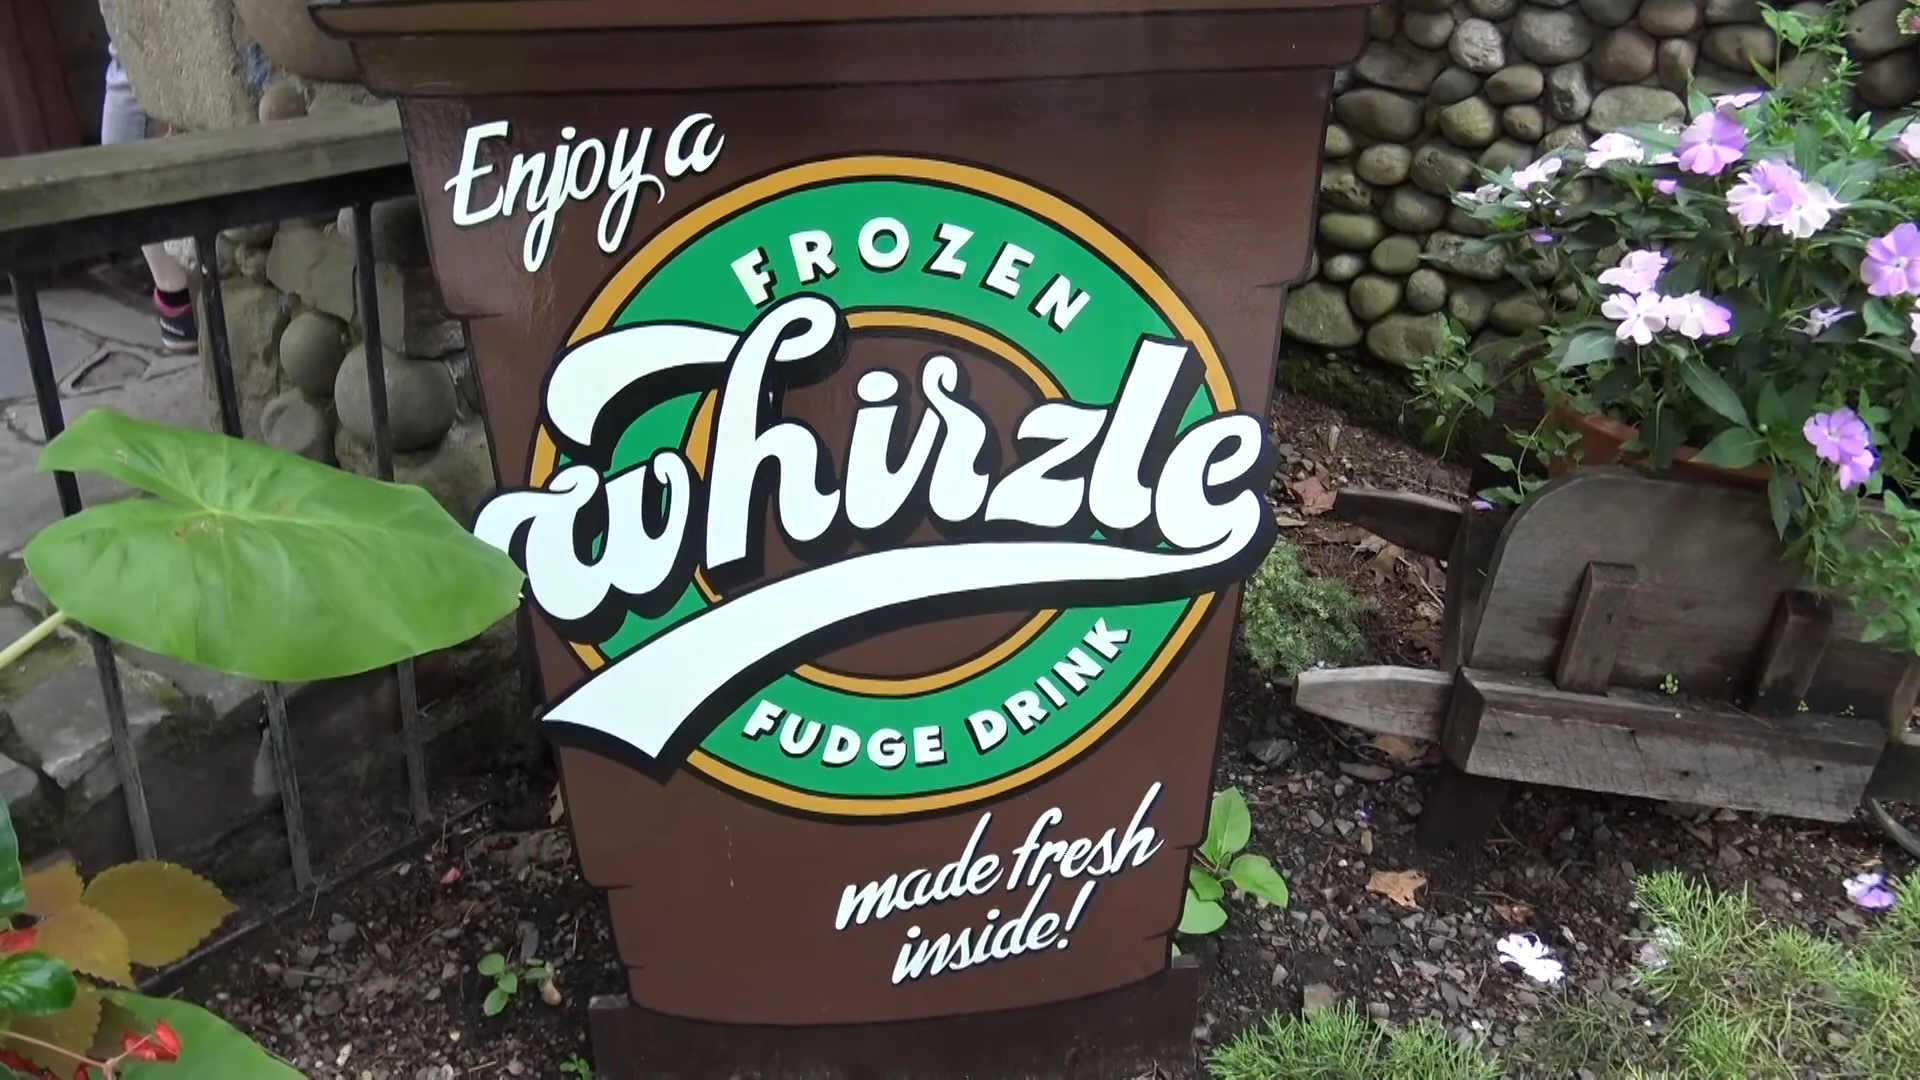 Enjoy a
FROZEN
whirzle
FUDGE DRINK
made fresh
inside!